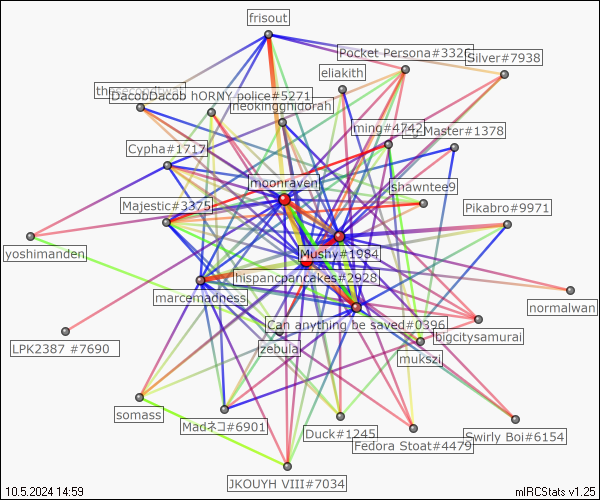 frisout
Pocket Persona#3326
Silver#7938
eliakith
DacobDacob hORNY police#5271
neokingghidorah
ming#4742
Master#1378
Cypha#1717
moonraven
shawntee9
Majestic#3375
Pikabro#9971
yoshimanden
Mushy#1984
hispancpancakes#2928
marcemadness
normalwan
Can anything be saved#0396
bigcitysamurai
LPK2387 #7690
zebula
mukszi
somass
Madネコ#6901
Duck#1245
Swirly Boi#6154
Fedora Stoat#4479
JKOUYH VIII#7034
10.5.2024 14:59
mIRCStats v1.25